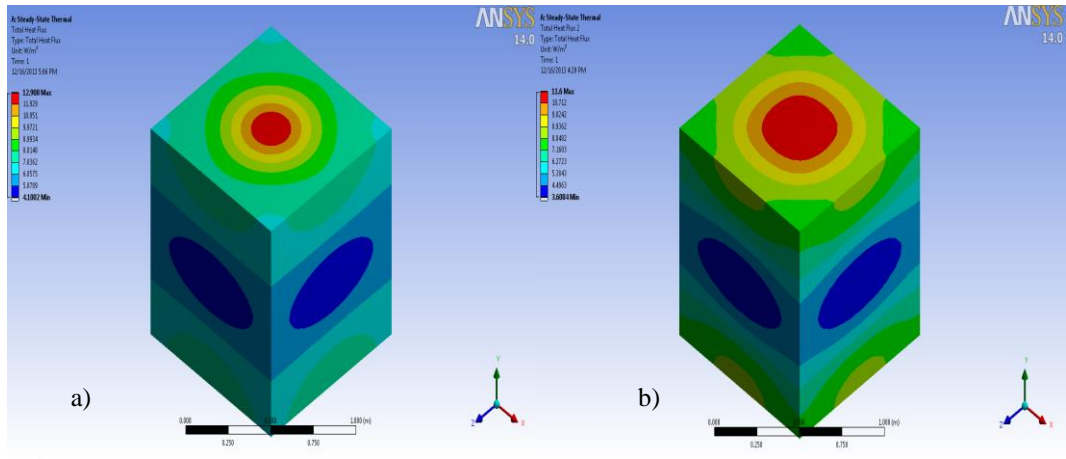 A: Steady-State Thermal
Total Heat Flux
Type: Total Heat Flux
Unit: W/m²
Time: 1
12/16/2013 5:06 PM
12.908 Max
11.929
10.951
9.9721
8.9934
8.0148
7.0362
6.0575
5.0789
4.1002 Min
ANSYS
14.0
a)
0.000
1.000 (m)
0.250
0.750
Y
Z
X
A: Steady-State Thermal
Total Heat Flux 2
Type: Total Heat Flux
Unit: W/m²
Time: 1
12/16/2013 4:20 PM
11.6 Max
10.712
9.8242
8.9362
8.0482
7.1603
6.2723
5.3843
4.4963
3.6084 Min
ANSYS
14.0
b)
0.000
1.000 (m)
0.250
0.750
Y
Z
X